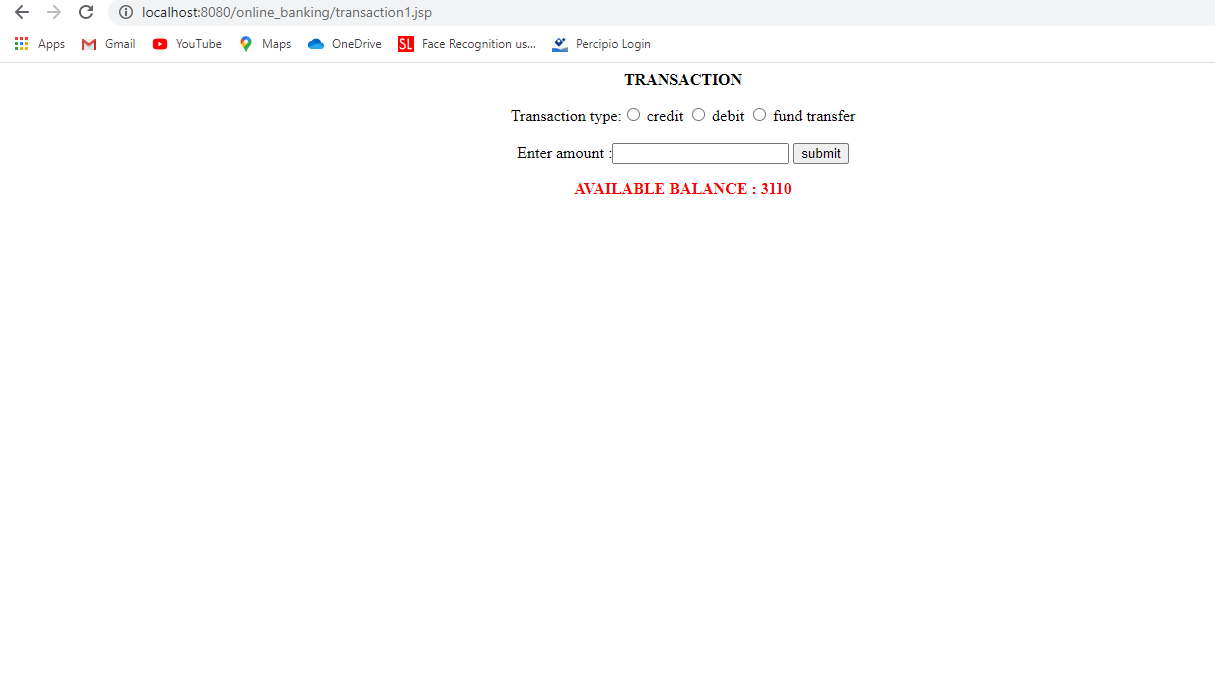 localhost:8080/online_banking/transaction1.jsp
Apps Gmail YouTube Maps OneDrive SL Face Recognition us... Percipio Login
TRANSACTION
Transaction type: credit debit fund transfer
Enter amount : submit
AVAILABLE BALANCE : 3110